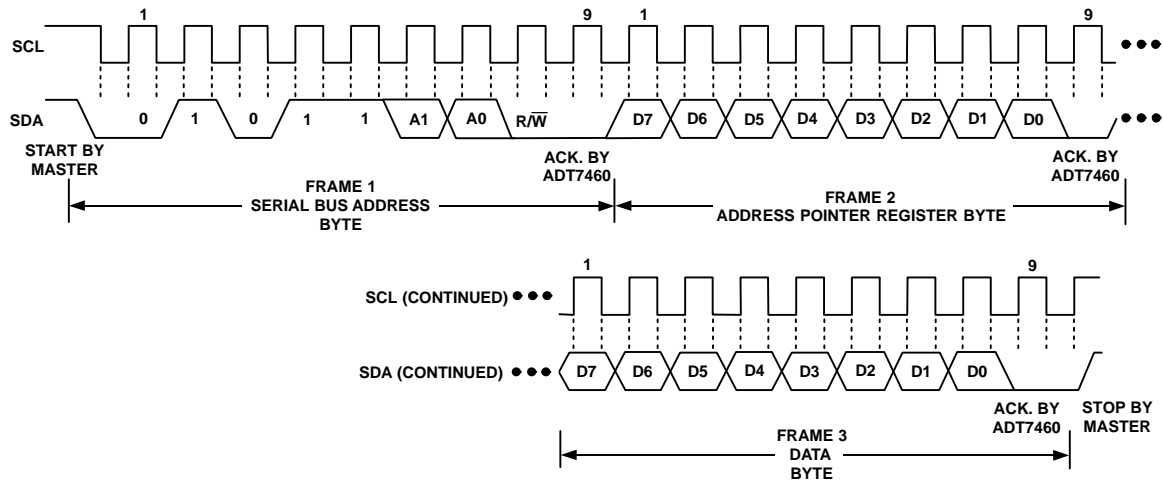 1 9 1 9
SCL
SDA 0 1 0 1 1 A1 A0 R/W̅ D7 D6 D5 D4 D3 D2 D1 D0
START BY
MASTER
ACK. BY
ADT7460
ACK. BY
ADT7460
FRAME 1
SERIAL BUS ADDRESS
BYTE
FRAME 2
ADDRESS POINTER REGISTER BYTE
1 9
SCL (CONTINUED)
SDA (CONTINUED) D7 D6 D5 D4 D3 D2 D1 D0
ACK. BY
ADT7460
STOP BY
MASTER
FRAME 3
DATA
BYTE